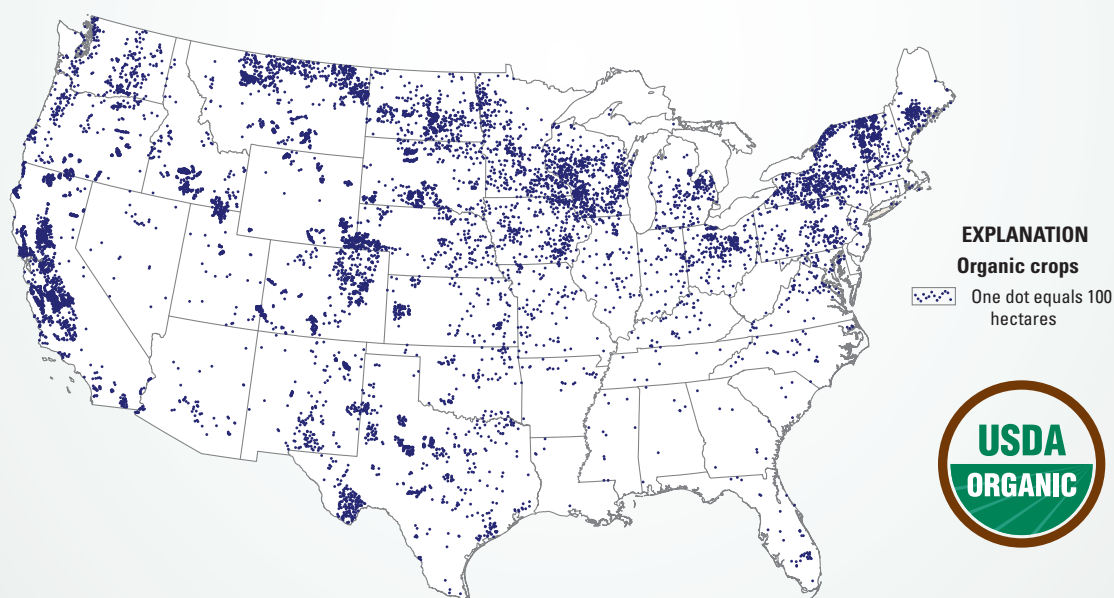 EXPLANATION
Organic crops
One dot equals 100
hectares
USDA
ORGANIC